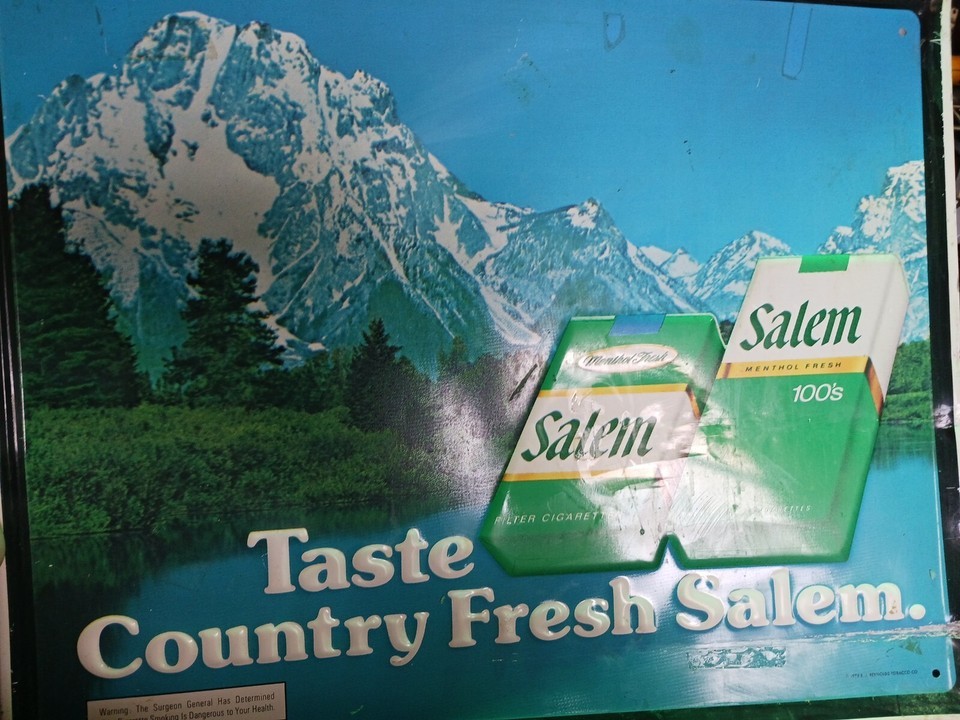 Salem
MENTHOL FRESH
100's
Menthol Fresh
Salem
FILTER CIGARETTES
Taste
Country Fresh Salem.
Warning: The Surgeon General Has Determined
Smoking Is Dangerous to Your Health.